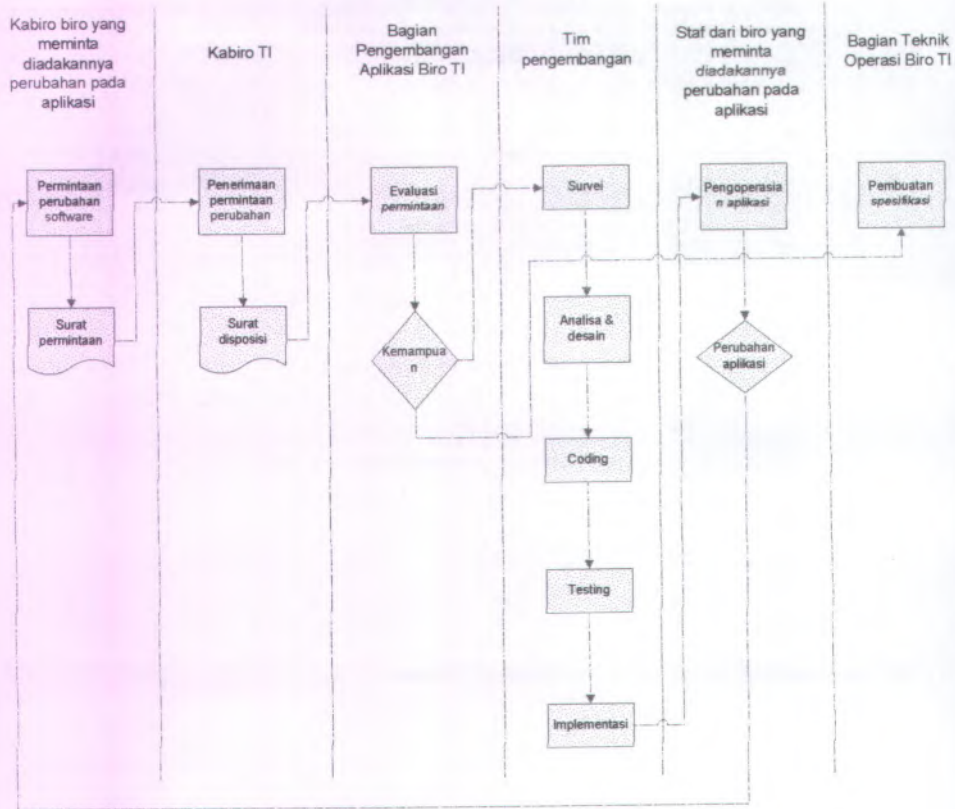 Kabiro biro yang
meminta
diadakannya
perubahan pada
aplikasi
Kabiro TI
Bagian
Pengembangan
Aplikasi Biro TI
Tim
pengembangan
Staf dari biro yang
meminta
diadakannya
perubahan pada
aplikasi
Bagian Teknik
Operasi Biro TI
Permintaan
perubahan
software
Penerimaan
permintaan
perubahan
Evaluasi
permintaan
Survei
Pengoperasia
n aplikasi
Pembuatan
spesifikasi
Surat
permintaan
Surat
disposisi
Kemampua
n
Analisa &
desain
Perubahan
aplikasi
Coding
Testing
Implementasi